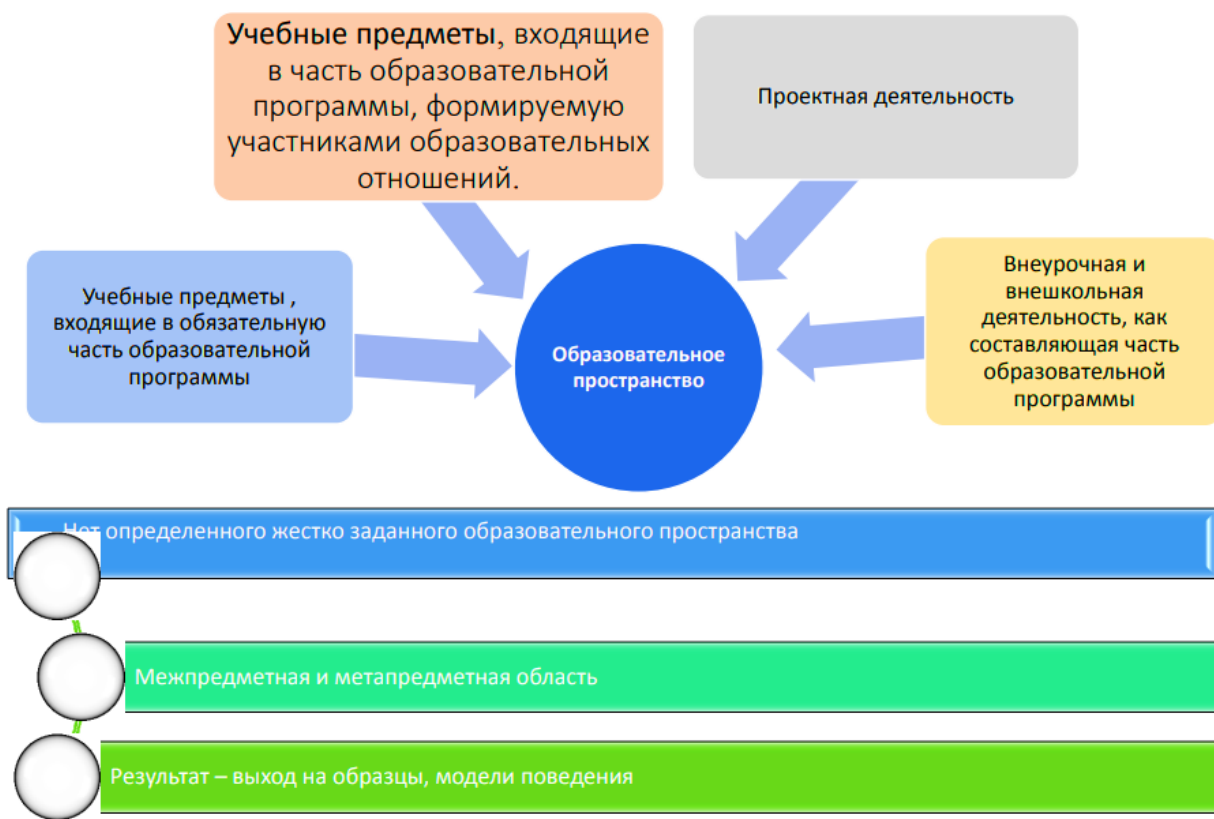 Учебные предметы, входящие
в часть образовательной
программы, формируемую
участниками образовательных
отношений.
Проектная деятельность
Учебные предметы ,
входящие в обязательную
часть образовательной
программы
Образовательное
пространство
Внеурочная и
внешкольная
деятельность, как
составляющая часть
образовательной
программы
Нет определенного жестко заданного образовательного пространства
Межпредметная и метапредметная область
Результат – выход на образцы, модели поведения